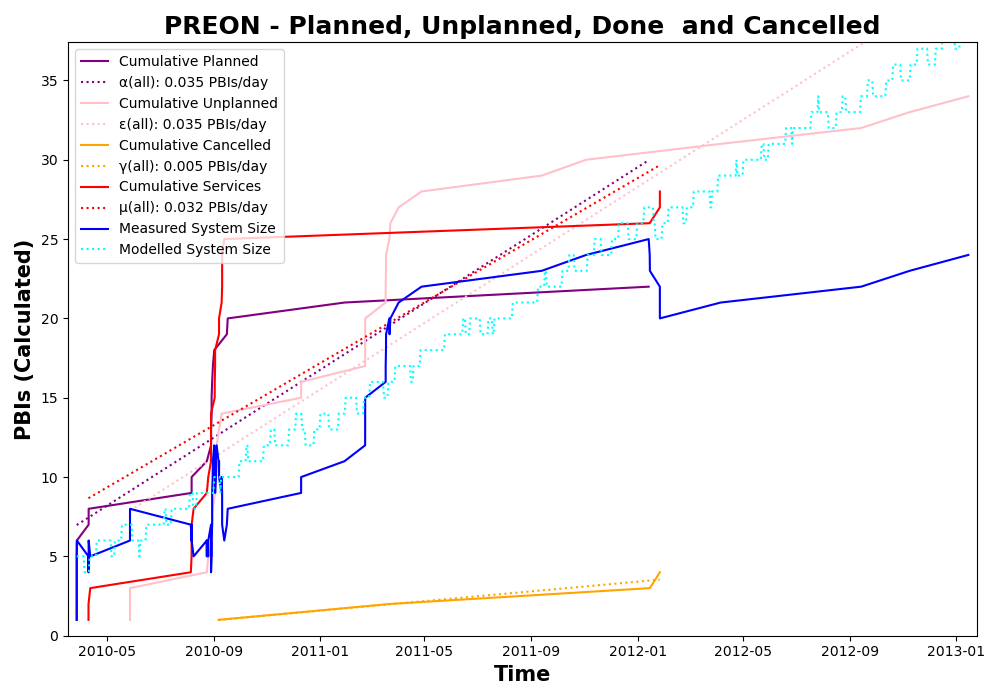 PREON - Planned, Unplanned, Done  and Cancelled
Cumulative Planned
α(all): 0.035 PBIs/day
Cumulative Unplanned
ε(all): 0.035 PBIs/day
Cumulative Cancelled
γ(all): 0.005 PBIs/day
Cumulative Services
μ(all): 0.032 PBIs/day
Measured System Size
Modelled System Size
PBIs (Calculated)
35
30
25
20
15
10
5
0
2010-05 2010-09 2011-01 2011-05 2011-09 2012-01 2012-05 2012-09 2013-01
Time